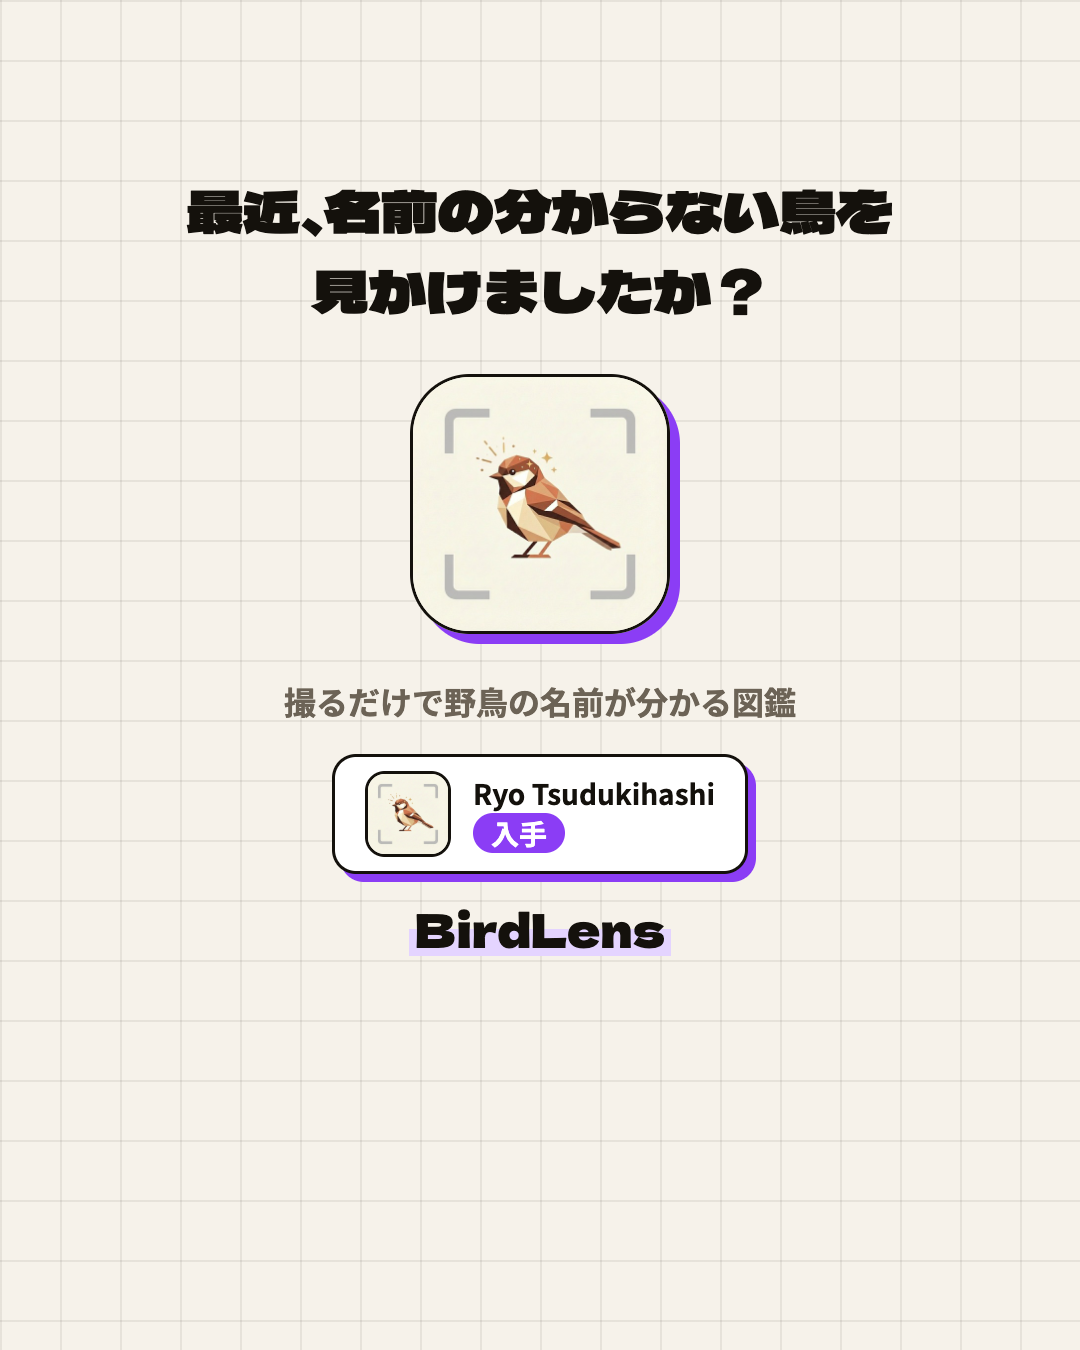 最近、名前の分からない鳥を
見かけましたか？
撮るだけで野鳥の名前が分かる図鑑
Ryo Tsudukihashi
入手
BirdLens